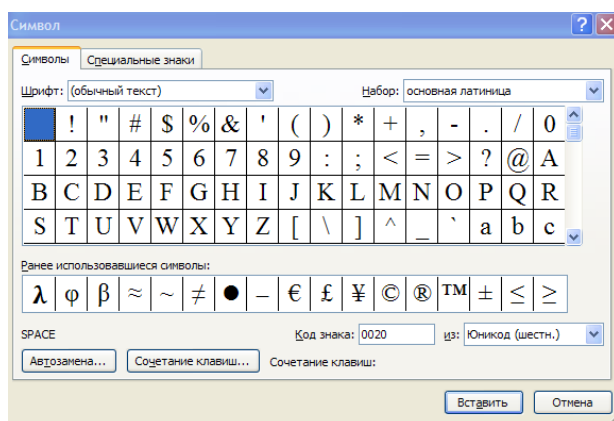 Символ
Символы Специальные знаки
Шрифт: (обычный текст) Набор: основная латиница
! " # $ % & ' ( ) * + , - . / 0
1 2 3 4 5 6 7 8 9 : ; < = > ? @ A
B C D E F G H I J K L M N O P Q R
S T U V W X Y Z [ \ ] ^ _ ` a b c
Ранее использовавшиеся символы:
λ φ β ≈ ~ ≠ ● – € £ ¥ © ® ™ ± ≤ ≥
SPACE Код знака: 0020 из: Юникод (шестн.)
Автозамена... Сочетание клавиш... Сочетание клавиш:
Вставить Отмена